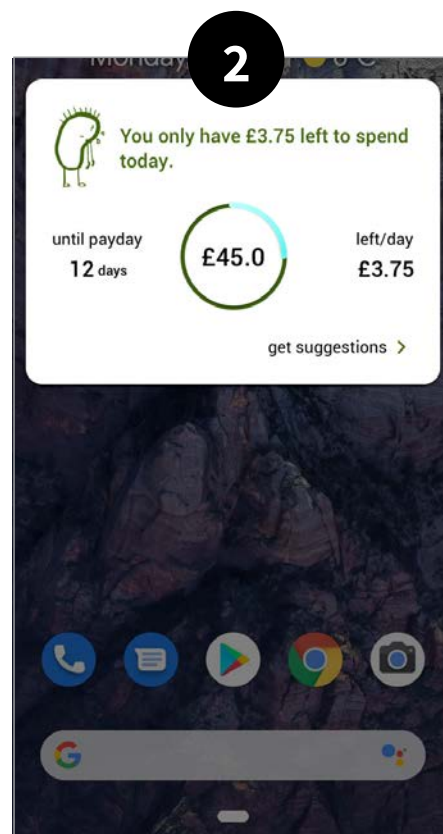 2
Monday
You only have £3.75 left to spend
today.
until payday
12 days
£45.0
left/day
£3.75
get suggestions >
G